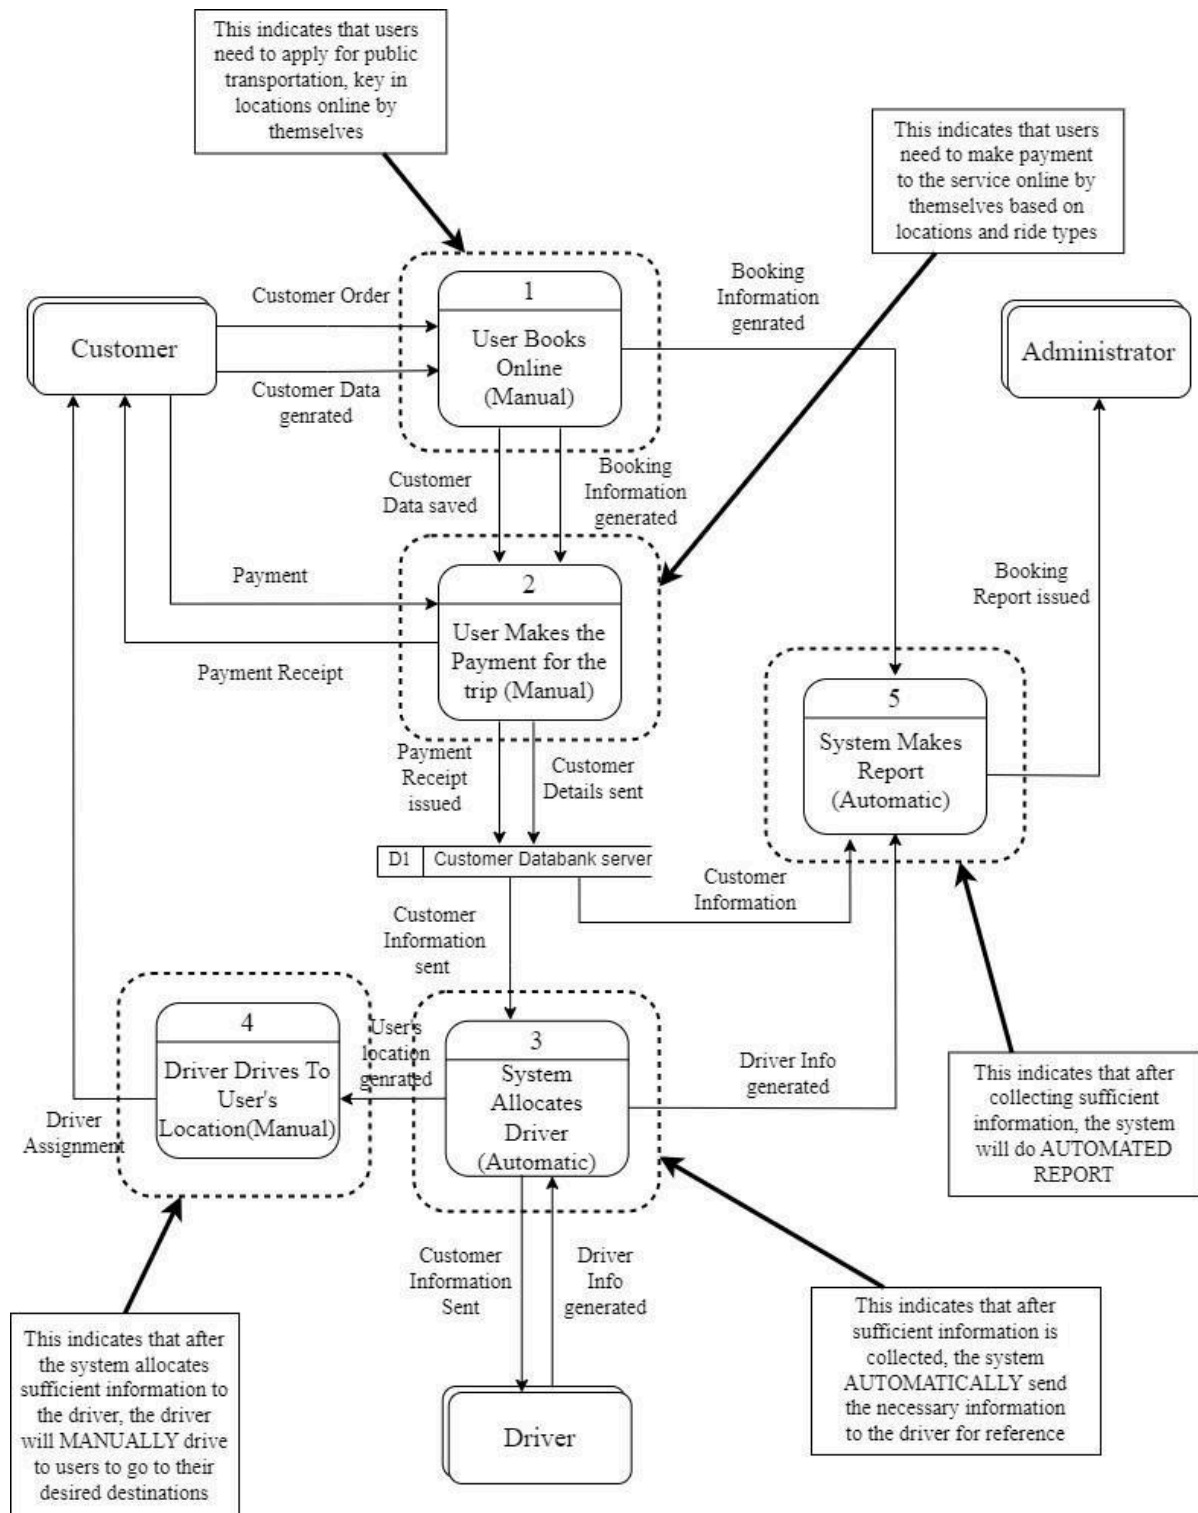 This indicates that users
need to apply for public
transportation, key in
locations online by
themselves
This indicates that users
need to make payment
to the service online by
themselves based on
locations and ride types
Customer Order
1
User Books
Online
(Manual)
Booking
Information
genrated
Customer
Administrator
Customer Data
genrated
Customer
Data saved
Booking
Information
generated
Payment
2
User Makes the
Payment for the
trip (Manual)
Payment Receipt
Booking
Report issued
5
System Makes
Report
(Automatic)
Payment
Receipt
issued
Customer
Details sent
D1
Customer Databank server
Customer
Information
Customer
Information
sent
4
Driver Drives To
User's
Location(Manual)
User's
location
genrated
3
System
Allocates
Driver
(Automatic)
Driver Info
generated
Driver
Assignment
This indicates that after
collecting sufficient
information, the system
will do AUTOMATED
REPORT
Customer
Information
Sent
Driver
Info
generated
This indicates that after
the system allocates
sufficient information to
the driver, the driver
will MANUALLY drive
to users to go to their
desired destinations
This indicates that after
sufficient information is
collected, the system
AUTOMATICALLY send
the necessary information
to the driver for reference
Driver